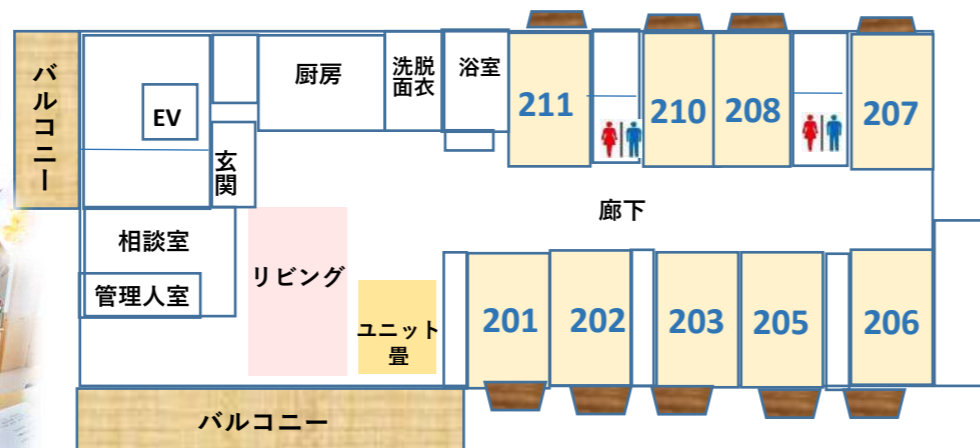 バルコニー
EV
玄関
厨房
洗面
脱衣
浴室
211
210
208
207
廊下
相談室
管理人室
リビング
ユニット
畳
201
202
203
205
206
バルコニー